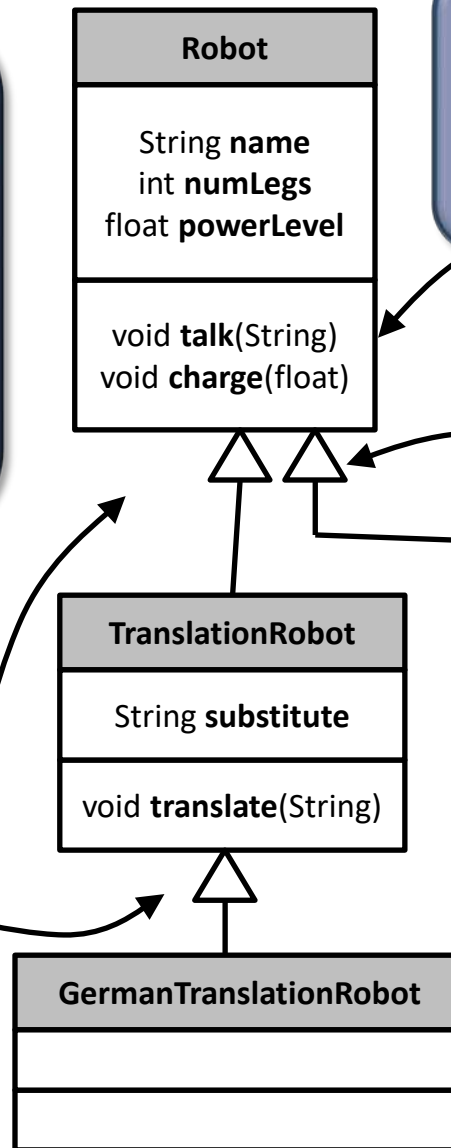 Robot
String name
int numLegs
float powerLevel
void talk(String)
void charge(float)
TranslationRobot
String substitute
void translate(String)
GermanTranslationRobot